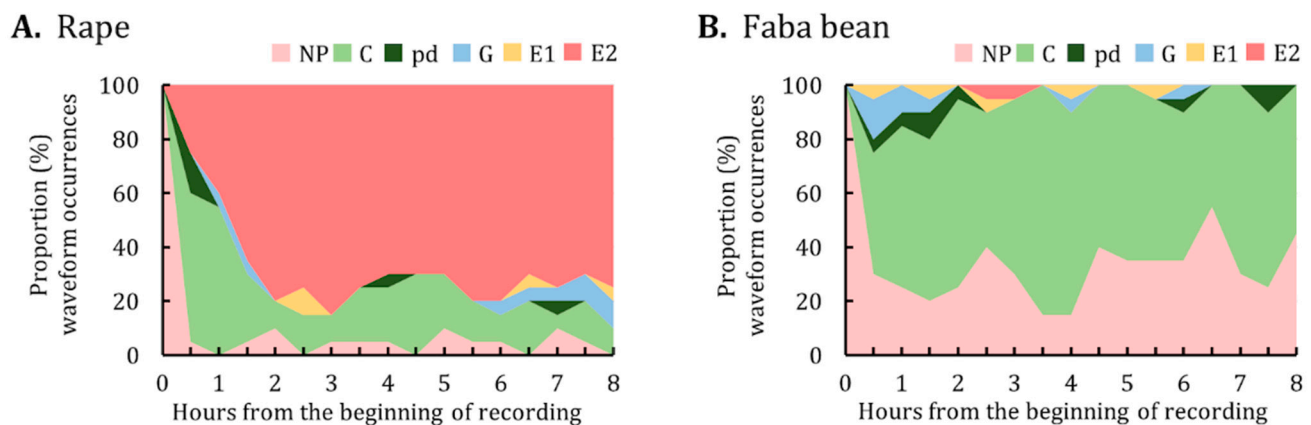 A. Rape
NP C pd G E1 E2
Proportion (%)
waveform occurrences
100
80
60
40
20
0
0 1 2 3 4 5 6 7 8
Hours from the beginning of recording
B. Faba bean
NP C pd G E1 E2
Proportion (%)
waveform occurrences
100
80
60
40
20
0
0 1 2 3 4 5 6 7 8
Hours from the beginning of recording